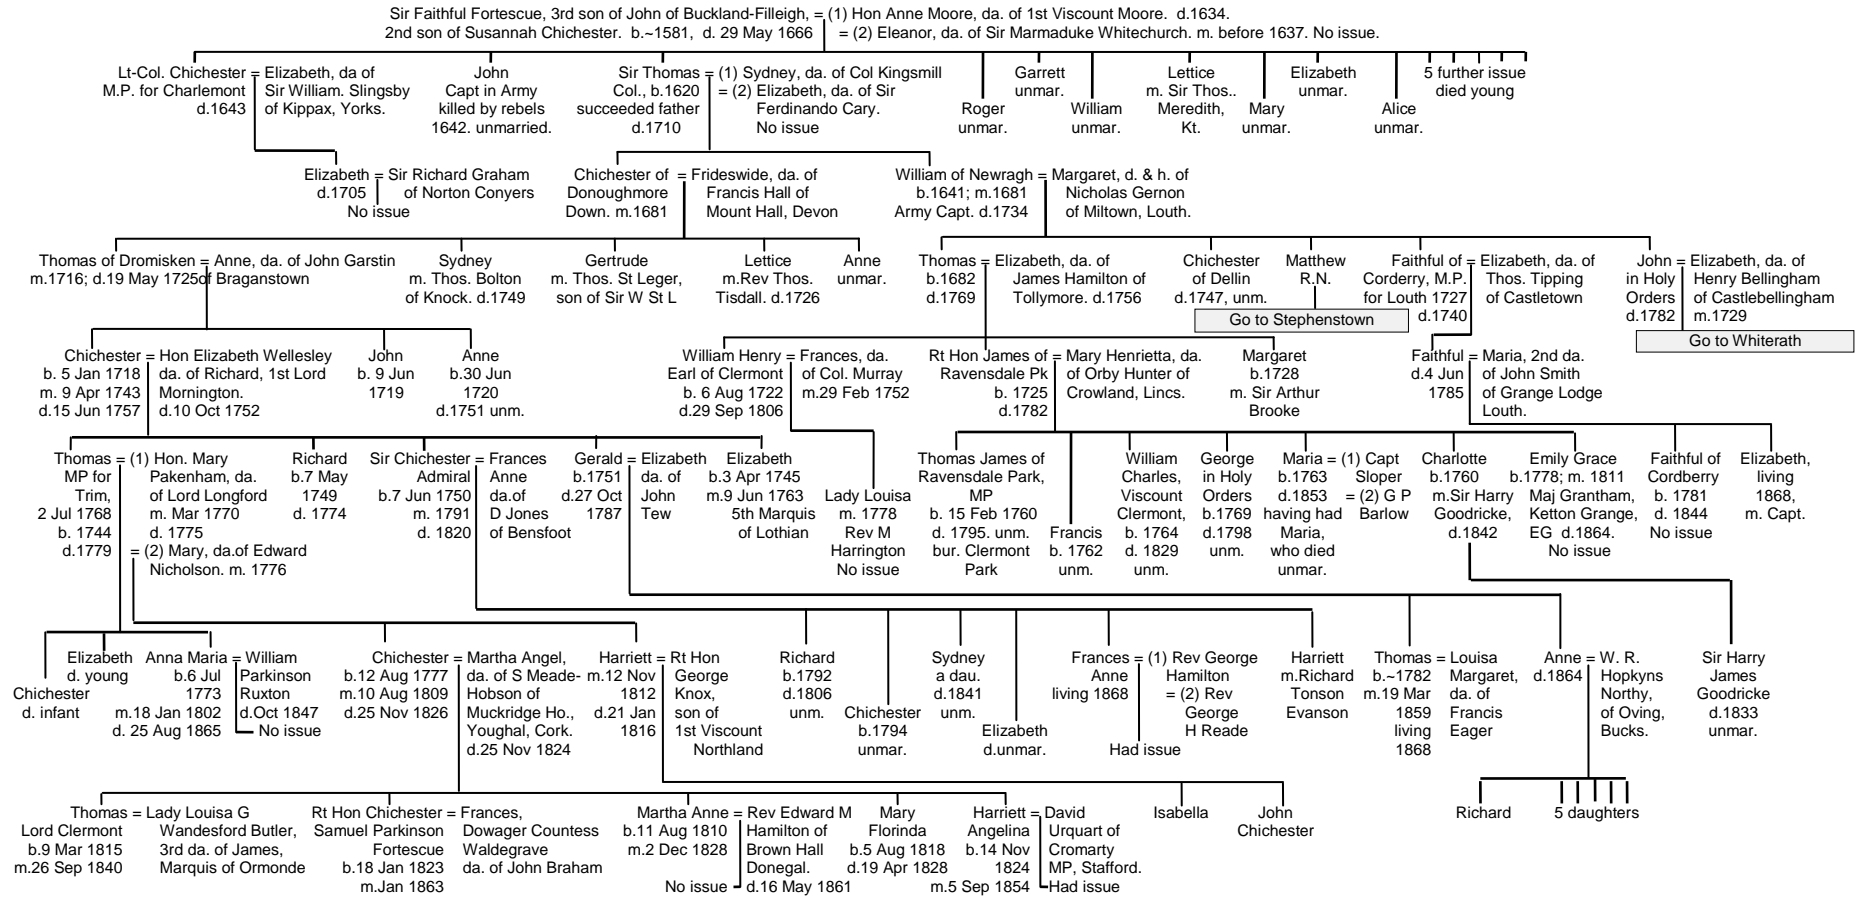 Sir Faithful Fortescue, 3rd son of John of Buckland-Filleigh, = (1) Hon Anne Moore, da. of 1st Viscount Moore. d.1634.
2nd son of Susannah Chichester. b.~1581, d. 29 May 1666 = (2) Eleanor, da. of Sir Marmaduke Whitechurch. m. before 1637. No issue.
Lt-Col. Chichester = Elizabeth, da of
M.P. for Charlemont Sir William. Slingsby
d.1643 of Kippax, Yorks.
John
Capt in Army
killed by rebels
1642. unmarried.
Sir Thomas = (1) Sydney, da. of Col Kingsmill
Col., b.1620 = (2) Elizabeth, da. of Sir
succeeded father Ferdinando Cary.
d.1710 No issue
Roger
unmar.
Garrett
unmar.
William
unmar.
Lettice
m. Sir Thos..
Meredith,
Kt.
Mary
unmar.
Elizabeth
unmar.
Alice
unmar.
5 further issue
died young
Elizabeth = Sir Richard Graham
d.1705 of Norton Conyers
No issue
Chichester of = Frideswide, da. of
Donoughmore Francis Hall of
Down. m.1681 Mount Hall, Devon
William of Newragh = Margaret, d. & h. of
b.1641; m.1681 Nicholas Gernon
Army Capt. d.1734 of Miltown, Louth.
Thomas of Dromisken = Anne, da. of John Garstin
m.1716; d.19 May 1725of Braganstown
Sydney
m. Thos. Bolton
of Knock. d.1749
Gertrude
m. Thos. St Leger,
son of Sir W St L
Lettice
m.Rev Thos.
Tisdall. d.1726
Anne
unmar.
Thomas = Elizabeth, da. of
b.1682 James Hamilton of
d.1769 Tollymore. d.1756
Chichester
of Dellin
d.1747, unm.
Matthew
R.N.
Go to Stephenstown
Faithful of = Elizabeth, da. of
Corderry, M.P. Thos. Tipping
for Louth 1727 of Castletown
d.1740
John = Elizabeth, da. of
in Holy Henry Bellingham
Orders of Castlebellingham
d.1782 m.1729
Go to Whiterath
Chichester = Hon Elizabeth Wellesley
b. 5 Jan 1718 da. of Richard, 1st Lord
m. 9 Apr 1743 Mornington.
d.15 Jun 1757 d.10 Oct 1752
John
b. 9 Jun
1719
Anne
b.30 Jun
1720
d.1751 unm.
William Henry = Frances, da.
Earl of Clermont of Col. Murray
b. 6 Aug 1722 m.29 Feb 1752
d.29 Sep 1806
Rt Hon James of = Mary Henrietta, da.
Ravensdale Pk of Orby Hunter of
b. 1725 Crowland, Lincs.
d.1782
Margaret
b.1728
m. Sir Arthur
Brooke
Faithful = Maria, 2nd da.
d.4 Jun of John Smith
1785 of Grange Lodge
Louth.
Thomas = (1) Hon. Mary
MP for Pakenham, da.
Trim, of Lord Longford
2 Jul 1768 m. Mar 1770
b. 1744 d. 1775
d.1779 = (2) Mary, da.of Edward
Nicholson. m. 1776
Richard
b.7 May
1749
d. 1774
Sir Chichester = Frances
Admiral Anne
b.7 Jun 1750 da.of
m. 1791 D Jones
d. 1820 of Bensfoot
Gerald = Elizabeth
b.1751 da. of
d.27 Oct John
1787 Tew
Elizabeth
b.3 Apr 1745
m.9 Jun 1763
5th Marquis
of Lothian
Lady Louisa
m. 1778
Rev M
Harrington
No issue
Thomas James of
Ravensdale Park,
MP
b. 15 Feb 1760
d. 1795. unm.
bur. Clermont
Park
Francis
b. 1762
unm.
William
Charles,
Viscount
Clermont,
b. 1764
d. 1829
unm.
George
in Holy
Orders
b.1769
d.1798
unm.
Maria = (1) Capt
b.1763 Sloper
d.1853 = (2) G P
having had Barlow
Maria,
who died
unmar.
Charlotte
b.1760
m.Sir Harry
Goodricke,
d.1842
Emily Grace
b.1778; m. 1811
Maj Grantham,
Ketton Grange,
EG d.1864.
No issue
Faithful of
Cordberry
b. 1781
d. 1844
No issue
Elizabeth,
living
1868,
m. Capt.
Chichester
d. infant
Elizabeth
d. young
Anna Maria = William
b.6 Jul Parkinson
1773 Ruxton
m.18 Jan 1802 d.Oct 1847
d. 25 Aug 1865 No issue
Chichester = Martha Angel,
b.12 Aug 1777 da. of S Meade-
m.10 Aug 1809 Hobson of
d.25 Nov 1826 Muckridge Ho.,
Youghal, Cork.
d.25 Nov 1824
Harriett = Rt Hon
m.12 Nov George
1812 Knox,
d.21 Jan son of
1816 1st Viscount
Northland
Richard
b.1792
d.1806
unm.
Chichester
b.1794
unmar.
Sydney
a dau.
d.1841
unm.
Elizabeth
d.unmar.
Frances = (1) Rev George
Anne Hamilton
living 1868 = (2) Rev
George
H Reade
Had issue
Harriett
m.Richard
Tonson
Evanson
Thomas = Louisa
b.~1782 Margaret,
m.19 Mar da. of
1859 Francis
living Eager
1868
Anne = W. R.
d.1864 Hopkyns
Northy,
of Oving,
Bucks.
Sir Harry
James
Goodricke
d.1833
unmar.
Thomas = Lady Louisa G
Lord Clermont Wandesford Butler,
b.9 Mar 1815 3rd da. of James,
m.26 Sep 1840 Marquis of Ormonde
Rt Hon Chichester = Frances,
Samuel Parkinson Dowager Countess
Fortescue Waldegrave
b.18 Jan 1823 da. of John Braham
m.Jan 1863
Martha Anne = Rev Edward M
b.11 Aug 1810 Hamilton of
m.2 Dec 1828 Brown Hall
Donegal.
No issue d.16 May 1861
Mary
Florinda
b.5 Aug 1818
d.19 Apr 1828
Harriett = David
Angelina Urquart of
b.14 Nov Cromarty
1824 MP, Stafford.
m.5 Sep 1854 Had issue
Isabella
John
Chichester
Richard
5 daughters